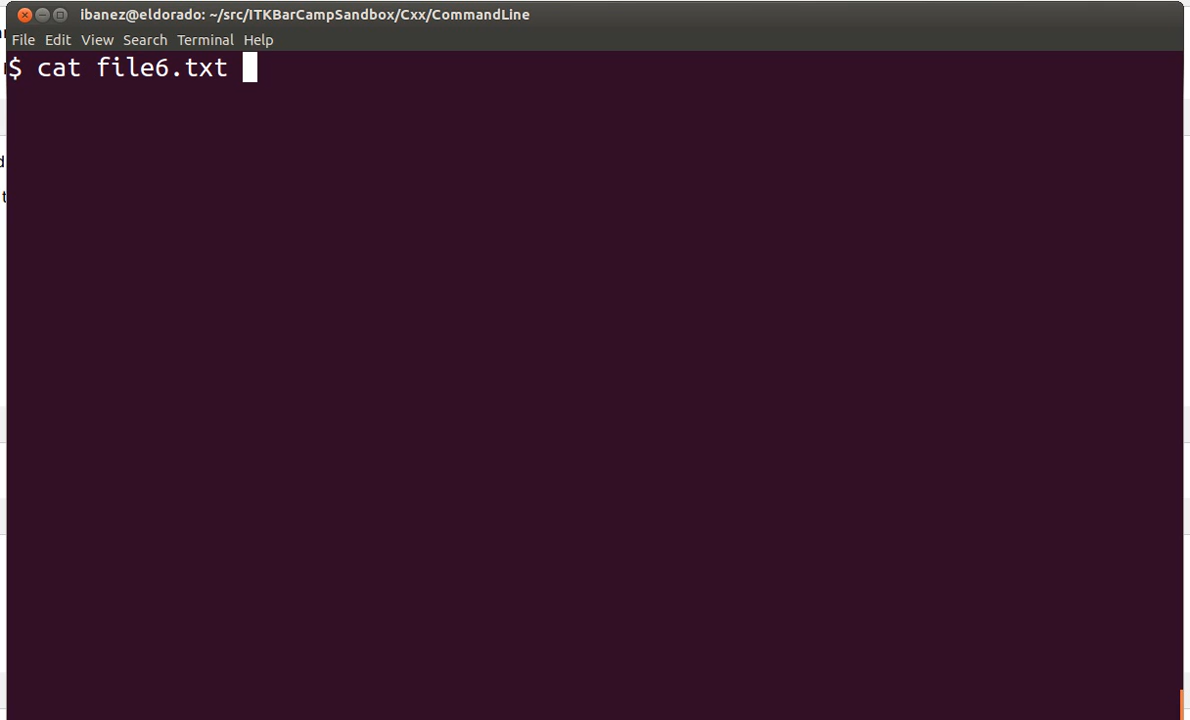 ibanez@eldorado: ~/src/ITKBarCampSandbox/Cxx/CommandLine
File Edit View Search Terminal Help
$ cat file6.txt
d
t